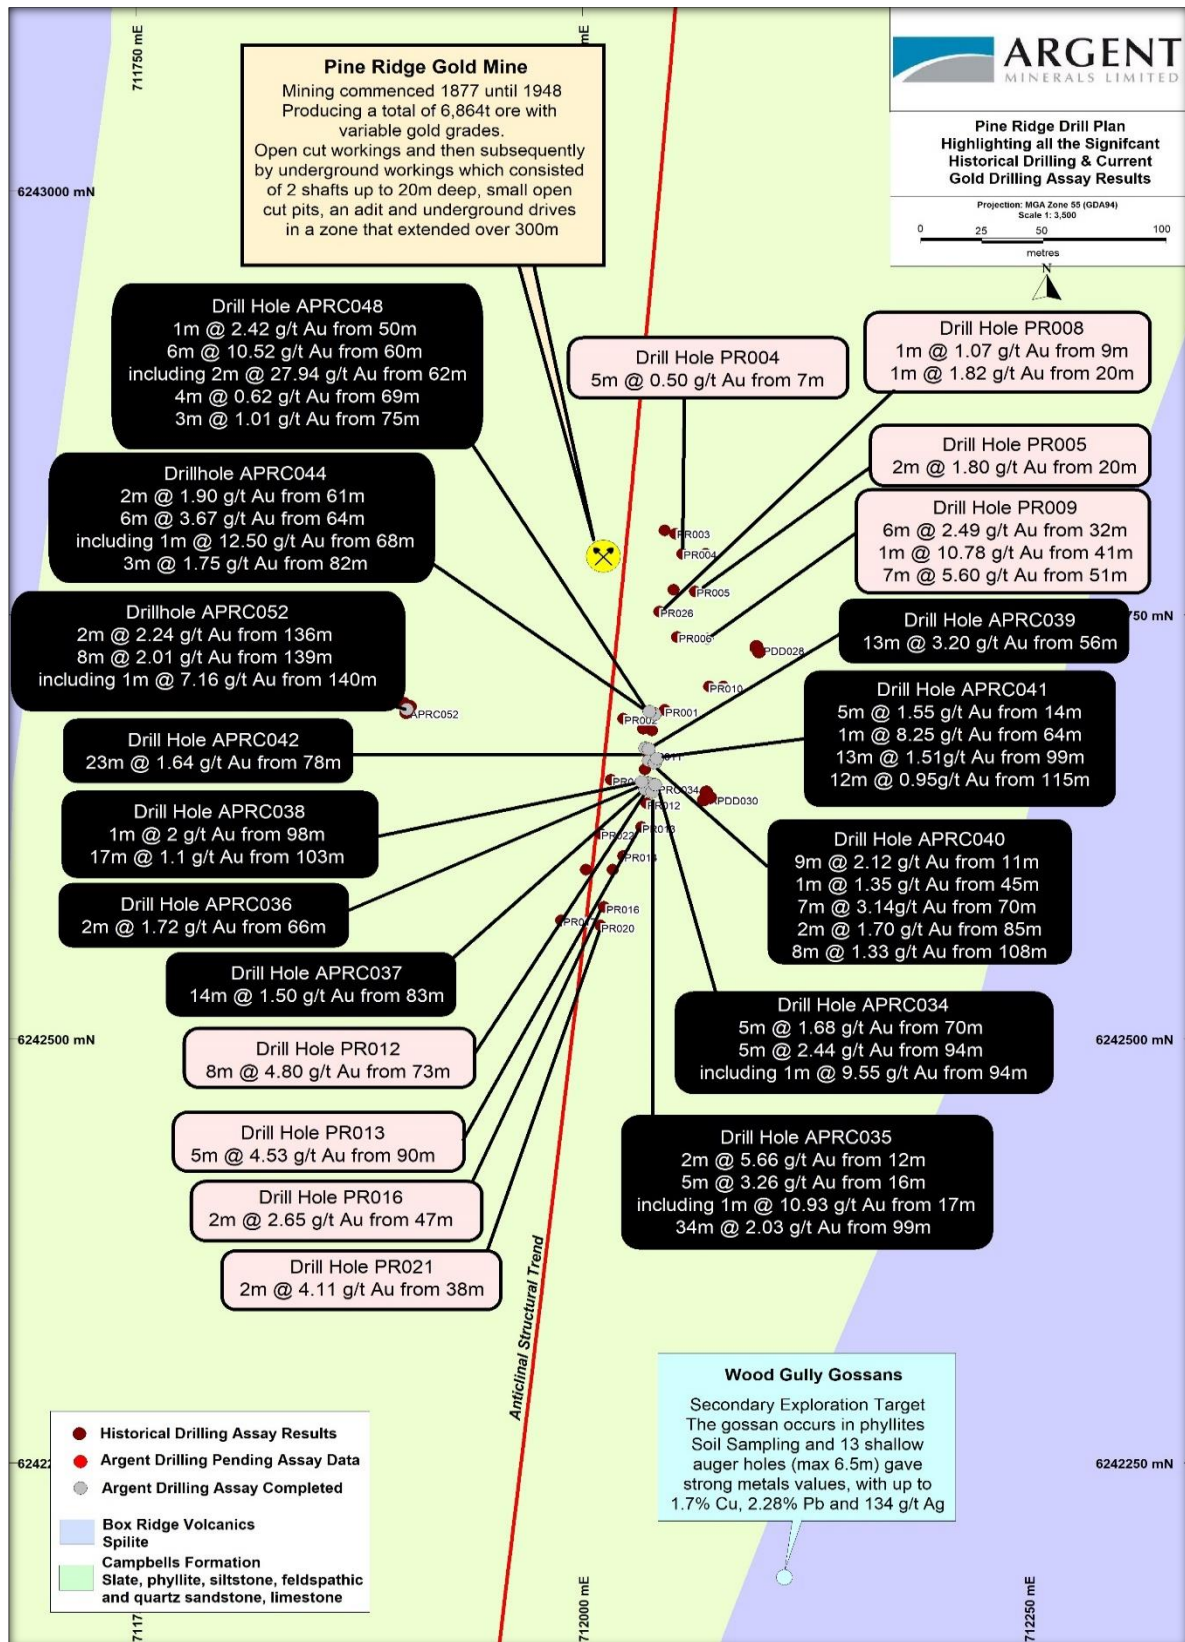 711750 mE
mE
ARGENT
MINERALS LIMITED
Pine Ridge Drill Plan
Highlighting all the Signifcant
Historical Drilling & Current
Gold Drilling Assay Results
Projection: MGA Zone 55 (GDA94)
Scale 1: 3,500
0 25 50 100
metres
N
Pine Ridge Gold Mine
Mining commenced 1877 until 1948
Producing a total of 6,864t ore with
variable gold grades.
Open cut workings and then subsequently
by underground workings which consisted
of 2 shafts up to 20m deep, small open
cut pits, an adit and underground drives
in a zone that extended over 300m
6243000 mN
Drill Hole APRC048
1m @ 2.42 g/t Au from 50m
6m @ 10.52 g/t Au from 60m
including 2m @ 27.94 g/t Au from 62m
4m @ 0.62 g/t Au from 69m
3m @ 1.01 g/t Au from 75m
Drill Hole PR004
5m @ 0.50 g/t Au from 7m
Drill Hole PR008
1m @ 1.07 g/t Au from 9m
1m @ 1.82 g/t Au from 20m
Drill Hole PR005
2m @ 1.80 g/t Au from 20m
Drillhole APRC044
2m @ 1.90 g/t Au from 61m
6m @ 3.67 g/t Au from 64m
including 1m @ 12.50 g/t Au from 68m
3m @ 1.75 g/t Au from 82m
Drill Hole PR009
6m @ 2.49 g/t Au from 32m
1m @ 10.78 g/t Au from 41m
7m @ 5.60 g/t Au from 51m
PR003
PR004
PR005
PR026
PR006
PDD028
PR010
Drillhole APRC052
2m @ 2.24 g/t Au from 136m
8m @ 2.01 g/t Au from 139m
including 1m @ 7.16 g/t Au from 140m
Drill Hole APRC039
13m @ 3.20 g/t Au from 56m
750 mN
APRC052
PR001
PR002
Drill Hole APRC041
5m @ 1.55 g/t Au from 14m
1m @ 8.25 g/t Au from 64m
13m @ 1.51g/t Au from 99m
12m @ 0.95g/t Au from 115m
Drill Hole APRC042
23m @ 1.64 g/t Au from 78m
PDD030
PR012
PR013
PR022
PR014
PR016
PR020
Drill Hole APRC038
1m @ 2 g/t Au from 98m
17m @ 1.1 g/t Au from 103m
Drill Hole APRC040
9m @ 2.12 g/t Au from 11m
1m @ 1.35 g/t Au from 45m
7m @ 3.14g/t Au from 70m
2m @ 1.70 g/t Au from 85m
8m @ 1.33 g/t Au from 108m
Drill Hole APRC036
2m @ 1.72 g/t Au from 66m
Drill Hole APRC037
14m @ 1.50 g/t Au from 83m
Drill Hole APRC034
5m @ 1.68 g/t Au from 70m
5m @ 2.44 g/t Au from 94m
including 1m @ 9.55 g/t Au from 94m
6242500 mN
6242500 mN
Drill Hole PR012
8m @ 4.80 g/t Au from 73m
Drill Hole PR013
5m @ 4.53 g/t Au from 90m
Drill Hole APRC035
2m @ 5.66 g/t Au from 12m
5m @ 3.26 g/t Au from 16m
including 1m @ 10.93 g/t Au from 17m
34m @ 2.03 g/t Au from 99m
Drill Hole PR016
2m @ 2.65 g/t Au from 47m
Drill Hole PR021
2m @ 4.11 g/t Au from 38m
Anticlinal Structural Trend
Wood Gully Gossans
Secondary Exploration Target
The gossan occurs in phyllites
Soil Sampling and 13 shallow
auger holes (max 6.5m) gave
strong metals values, with up to
1.7% Cu, 2.28% Pb and 134 g/t Ag
Historical Drilling Assay Results
Argent Drilling Pending Assay Data
Argent Drilling Assay Completed
Box Ridge Volcanics
Spilite
Campbells Formation
Slate, phyllite, siltstone, feldspathic
and quartz sandstone, limestone
6242
6242250 mN
7117
712000 mE
712250 mE